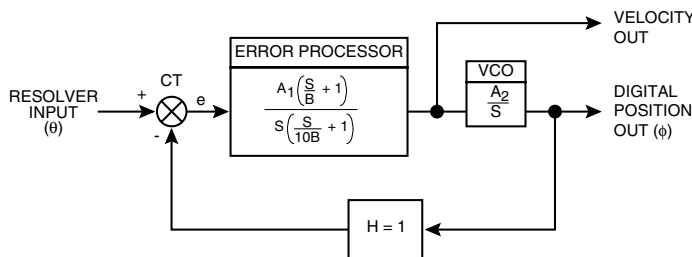 VELOCITY
OUT
ERROR PROCESSOR
VCO
CT
RESOLVER
INPUT
(θ)
+
-
e
A1(S/B + 1)
S(S/10B + 1)
A2
S
DIGITAL
POSITION
OUT (ϕ)
H = 1